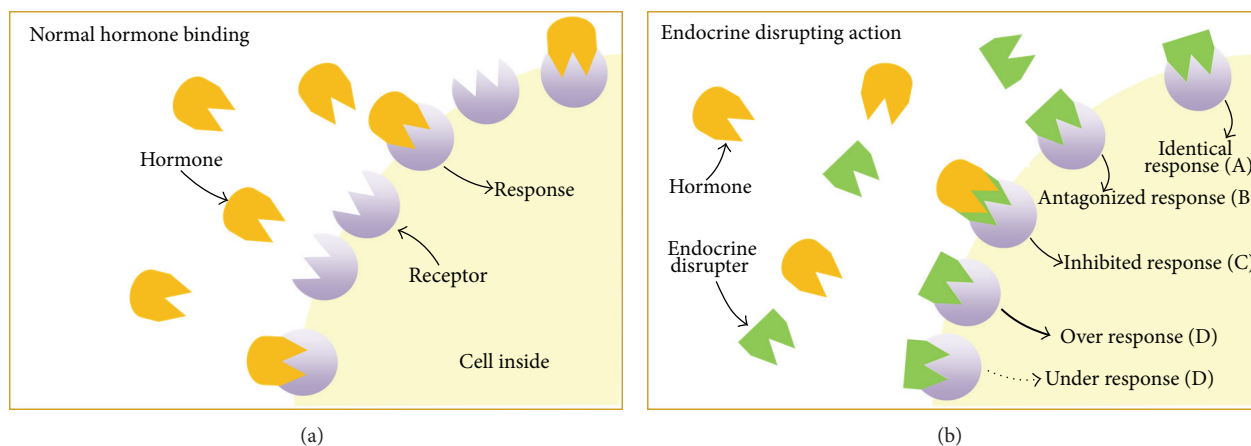 Normal hormone binding
Hormone
Response
Receptor
Cell inside
(a)
Endocrine disrupting action
Hormone
Identical
response (A)
Antagonized response (B
Endocrine
disrupter
Inhibited response (C)
Over response (D)
Under response (D)
(b)